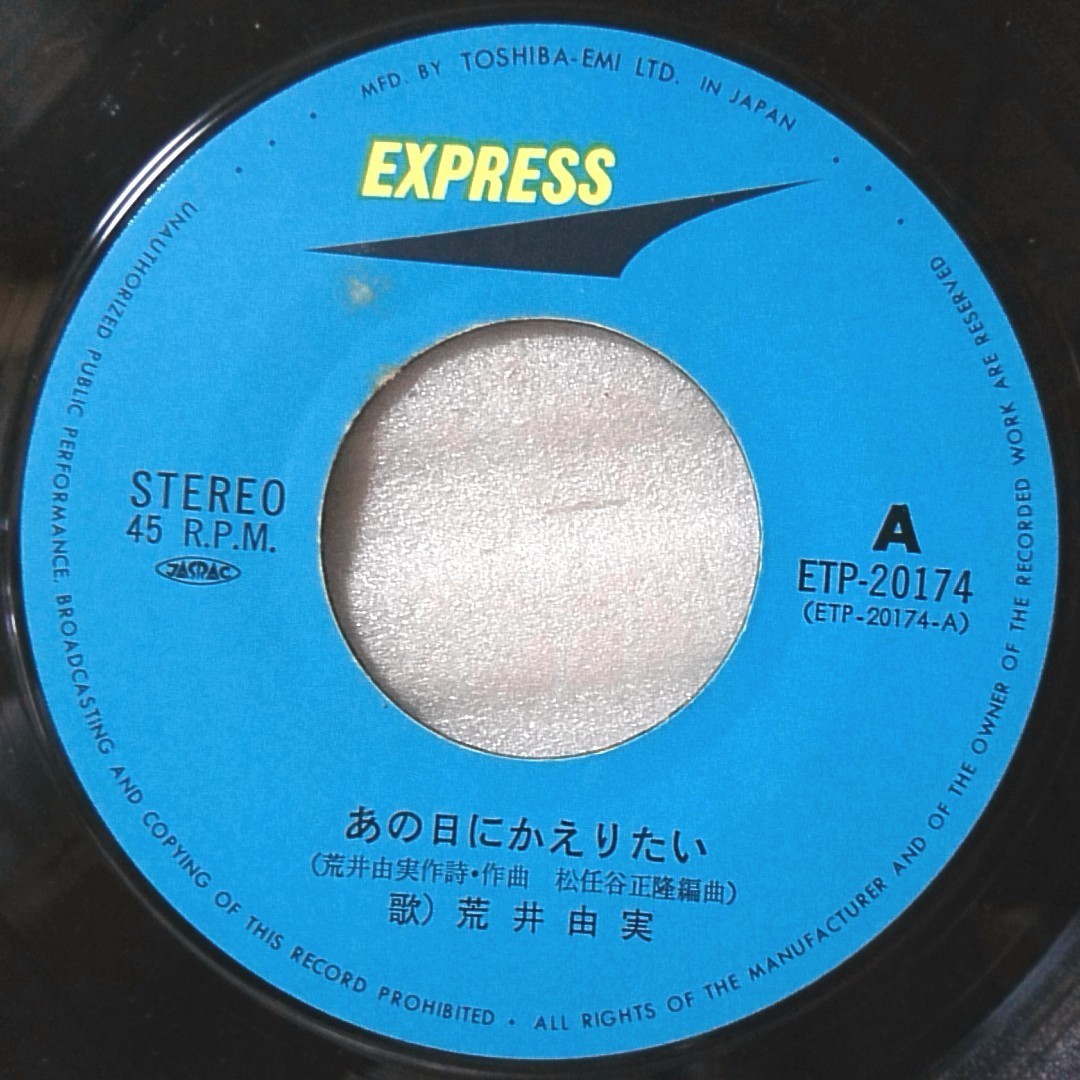 MFD. BY TOSHIBA-EMI LTD. IN JAPAN
EXPRESS
STEREO
45 R.P.M.
JASRAC
A
ETP-20174
(ETP-20174-A)
あの日にかえりたい
(荒井由実作詩・作曲 松任谷正隆編曲)
歌) 荒井由実
UNAUTHORIZED PUBLIC PERFORMANCE, BROADCASTING AND COPYING OF THIS RECORD PROHIBITED • ALL RIGHTS OF THE MANUFACTURER AND OF THE OWNER OF THE RECORDED WORK ARE RESERVED